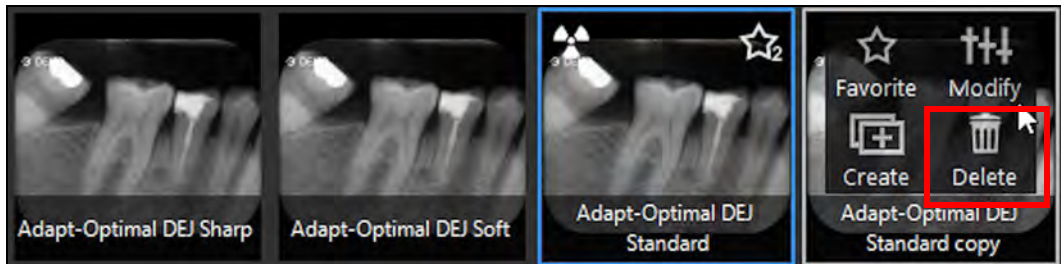 Adapt-Optimal DEJ Sharp
Adapt-Optimal DEJ Soft
2
Adapt-Optimal DEJ
Standard
Favorite
Modify
Create
Delete
Adapt-Optimal DEJ
Standard copy